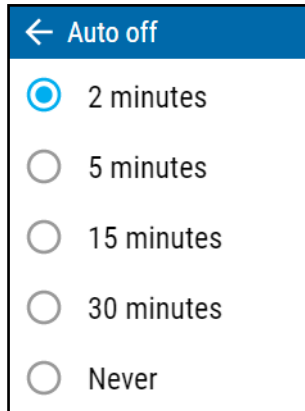 Auto off
2 minutes
5 minutes
15 minutes
30 minutes
Never